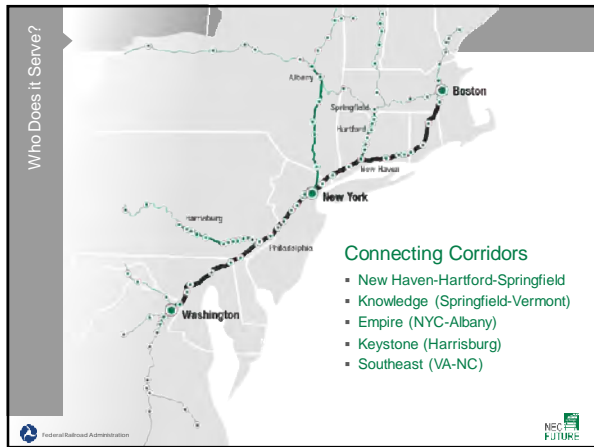 Who Does it Serve?
Albany
Boston
Springfield
Hartford
New Haven
New York
Harrisburg
Philadelphia
Washington
Connecting Corridors
▪ New Haven-Hartford-Springfield
▪ Knowledge (Springfield-Vermont)
▪ Empire (NYC-Albany)
▪ Keystone (Harrisburg)
▪ Southeast (VA-NC)
Federal Railroad Administration
NEC
FUTURE